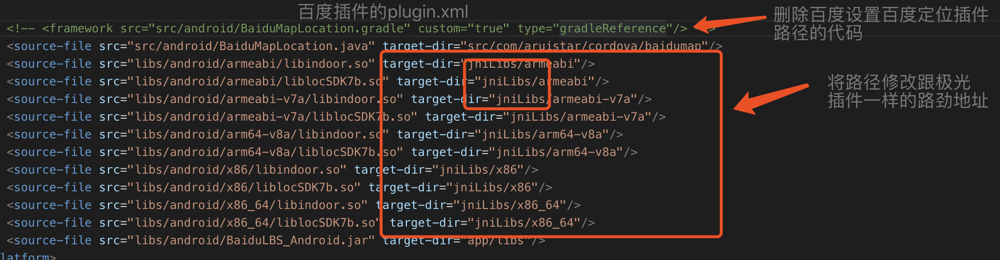 百度插件的plugin.xml
删除百度设置百度定位插件
路径的代码
<!-- <framework src="src/android/BaiduMapLocation.gradle" custom="true" type="gradleReference"/> -->
<source-file src="src/android/BaiduMapLocation.java" target-dir="src/com/aruistar/cordova/baidumap"/>
<source-file src="libs/android/armeabi/libindoor.so" target-dir="jniLibs/armeabi"/>
<source-file src="libs/android/armeabi/liblocSDK7b.so" target-dir="jniLibs/armeabi"/>
<source-file src="libs/android/armeabi-v7a/libindoor.so" target-dir="jniLibs/armeabi-v7a"/>
<source-file src="libs/android/armeabi-v7a/liblocSDK7b.so" target-dir="jniLibs/armeabi-v7a"/>
<source-file src="libs/android/arm64-v8a/libindoor.so" target-dir="jniLibs/arm64-v8a"/>
<source-file src="libs/android/arm64-v8a/liblocSDK7b.so" target-dir="jniLibs/arm64-v8a"/>
<source-file src="libs/android/x86/libindoor.so" target-dir="jniLibs/x86"/>
<source-file src="libs/android/x86/liblocSDK7b.so" target-dir="jniLibs/x86"/>
<source-file src="libs/android/x86_64/libindoor.so" target-dir="jniLibs/x86_64"/>
<source-file src="libs/android/x86_64/liblocSDK7b.so" target-dir="jniLibs/x86_64"/>
<source-file src="libs/android/BaiduLBS_Android.jar" target-dir="app/libs"/>
latform>
将路径修改跟极光
插件一样的路劲地址